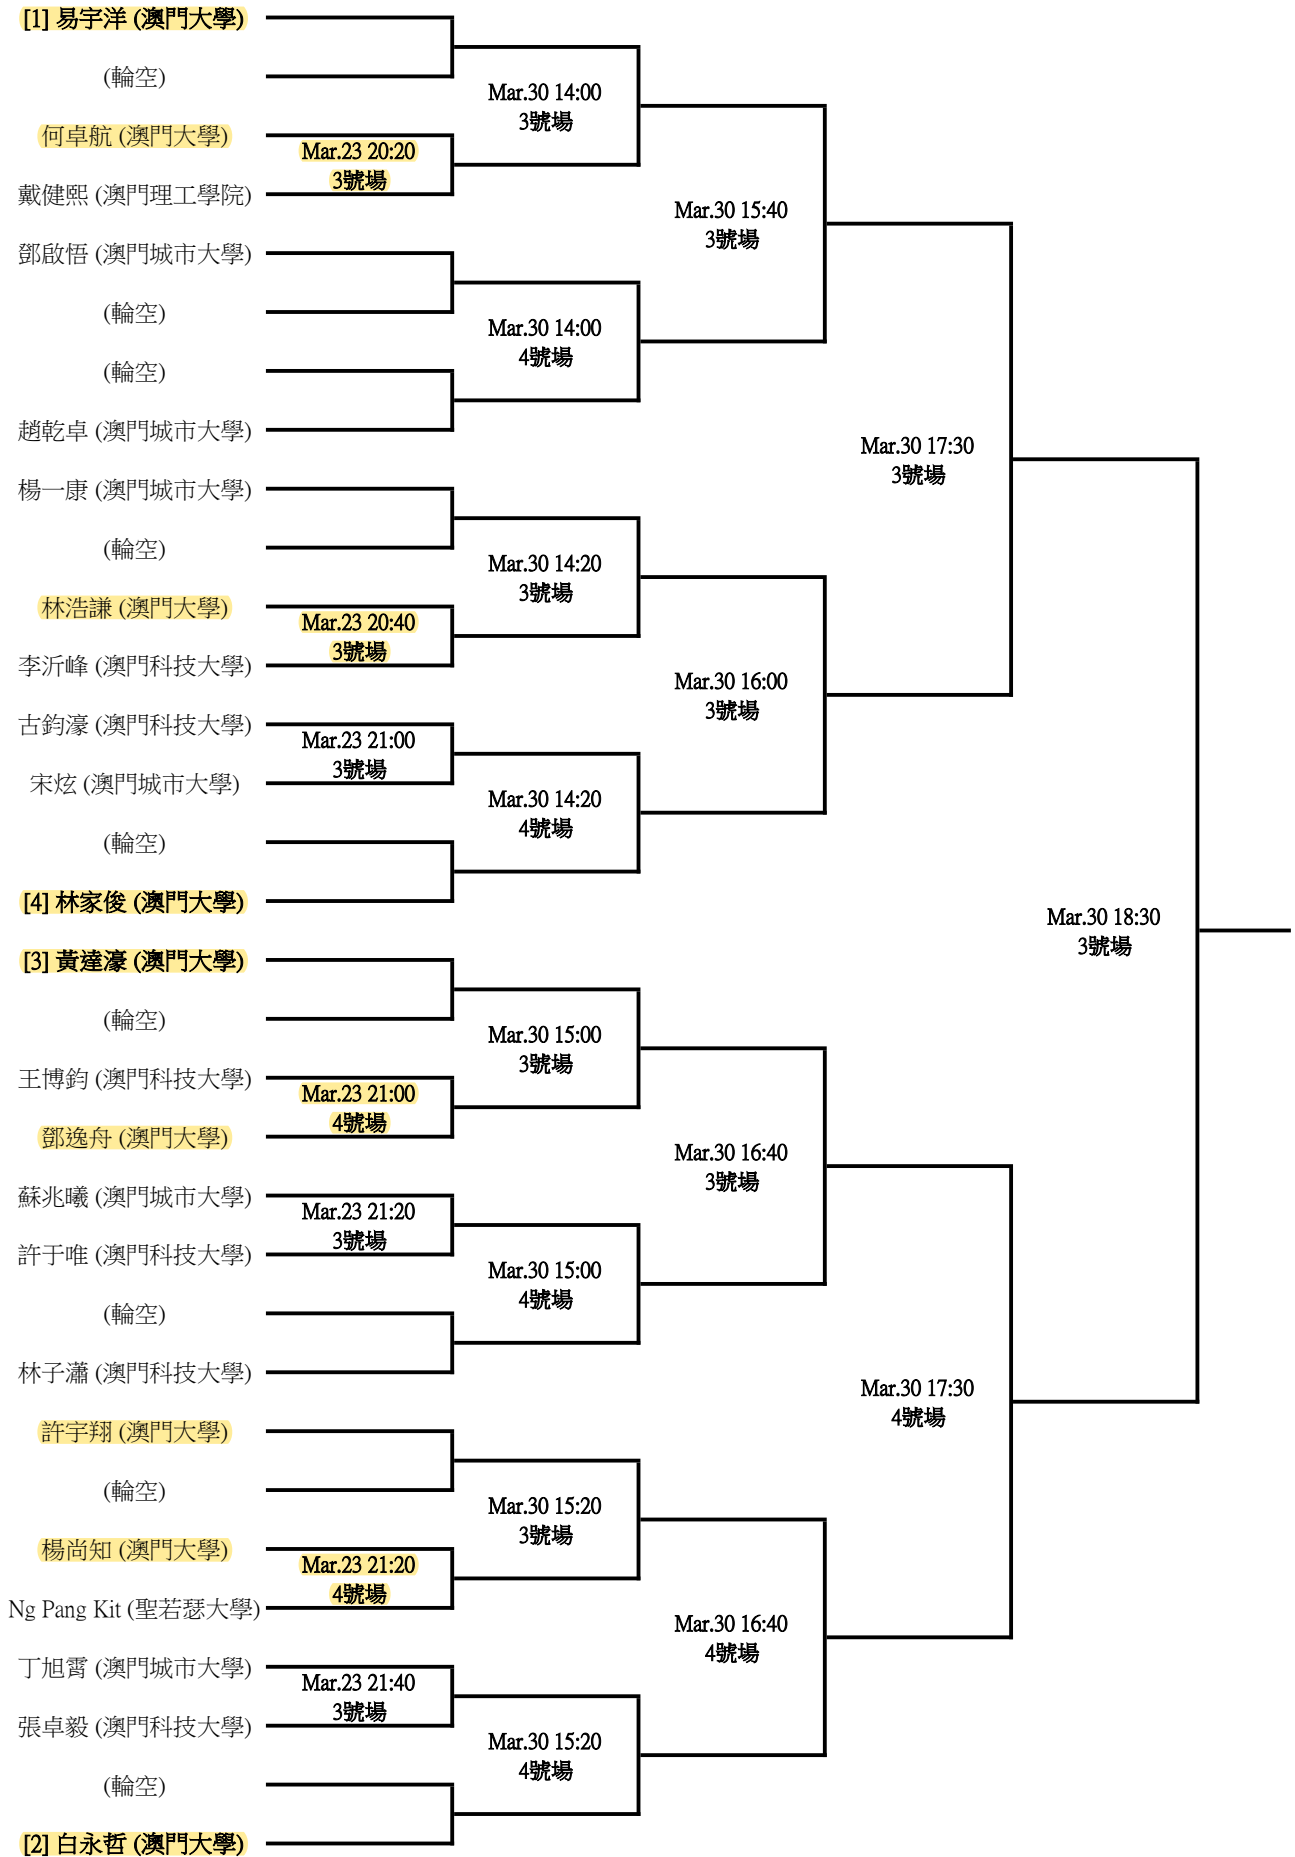 [1] 易宇洋 (澳門大學)
(輪空)
Mar.30 14:00
3號場
何卓航 (澳門大學)
Mar.23 20:20
3號場
戴健熙 (澳門理工學院)
Mar.30 15:40
3號場
鄧啟悟 (澳門城市大學)
(輪空)
Mar.30 14:00
4號場
(輪空)
趙乾卓 (澳門城市大學)
Mar.30 17:30
3號場
楊一康 (澳門城市大學)
(輪空)
Mar.30 14:20
3號場
林浩謙 (澳門大學)
Mar.23 20:40
3號場
李沂峰 (澳門科技大學)
Mar.30 16:00
3號場
古鈞濠 (澳門科技大學)
Mar.23 21:00
3號場
宋炫 (澳門城市大學)
Mar.30 14:20
4號場
(輪空)
[4] 林家俊 (澳門大學)
Mar.30 18:30
3號場
[3] 黃達濠 (澳門大學)
(輪空)
Mar.30 15:00
3號場
王博鈞 (澳門科技大學)
Mar.23 21:00
4號場
鄧逸舟 (澳門大學)
Mar.30 16:40
3號場
蘇兆曦 (澳門城市大學)
Mar.23 21:20
3號場
許于唯 (澳門科技大學)
Mar.30 15:00
4號場
(輪空)
林子瀟 (澳門科技大學)
Mar.30 17:30
4號場
許宇翔 (澳門大學)
(輪空)
Mar.30 15:20
3號場
楊尚知 (澳門大學)
Mar.23 21:20
4號場
Ng Pang Kit (聖若瑟大學)
Mar.30 16:40
4號場
丁旭霄 (澳門城市大學)
Mar.23 21:40
3號場
張卓毅 (澳門科技大學)
Mar.30 15:20
4號場
(輪空)
[2] 白永哲 (澳門大學)